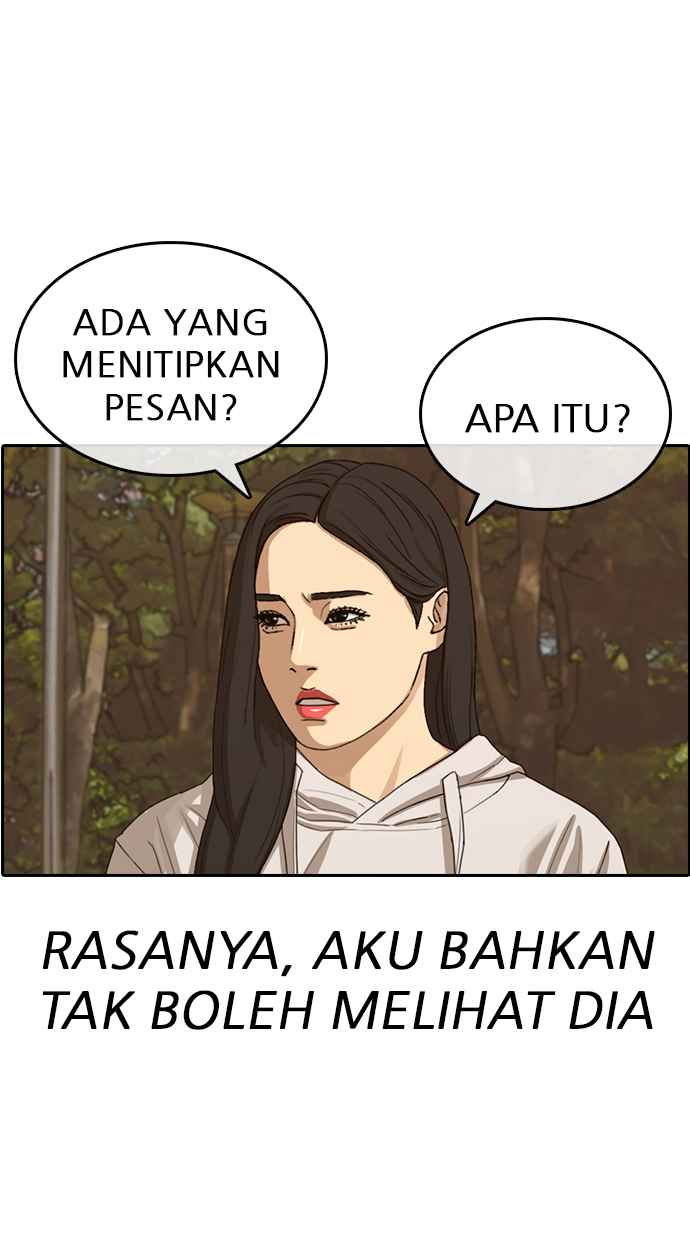 ADA YANG
MENITIPKAN
PESAN?
APA ITU?
RASANYA, AKU BAHKAN
TAK BOLEH MELIHAT DIA